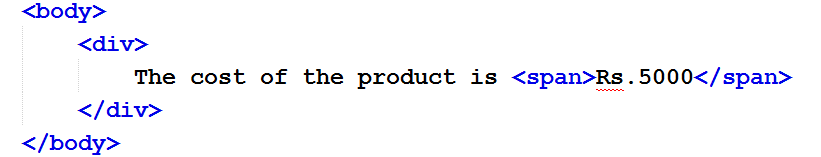 <body>
<div>
The cost of the product is <span>Rs.5000</span>
</div>
</body>